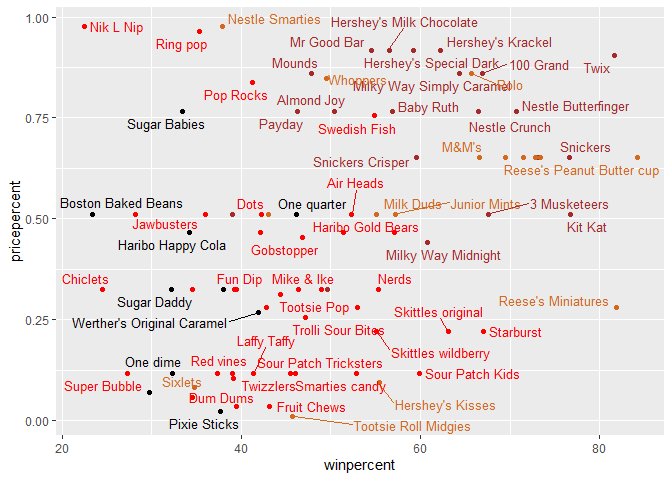 1.00
Nik L Nip
Nestle Smarties
Ring pop
Hershey's Milk Chocolate
Mr Good Bar
Hershey's Krackel
Mounds
Hershey's Special Dark
100 Grand
Twix
Whoppers
Milky Way Simply Caramel
Rolo
Pop Rocks
Almond Joy
0.75
Sugar Babies
Payday
Swedish Fish
Baby Ruth
Nestle Butterfinger
Nestle Crunch
M&M's
Snickers
Snickers Crisper
Reese's Peanut Butter cup
Air Heads
Boston Baked Beans
Dots
One quarter
Milk Duds
Junior Mints
3 Musketeers
0.50
Jawbusters
Haribo Gold Bears
Kit Kat
Haribo Happy Cola
Gobstopper
Milky Way Midnight
Chiclets
Fun Dip
Mike & Ike
Nerds
Sugar Daddy
Tootsie Pop
Skittles original
Reese's Miniatures
0.25
Werther's Original Caramel
Trolli Sour Bites
Starburst
Laffy Taffy
Skittles wildberry
One dime
Red vines
Sour Patch Tricksters
Sour Patch Kids
Super Bubble
Sixlets
Twizzlers
Smarties candy
Dum Dums
Fruit Chews
Hershey's Kisses
0.00
Pixie Sticks
Tootsie Roll Midgies
20
40
60
80
winpercent
pricepercent